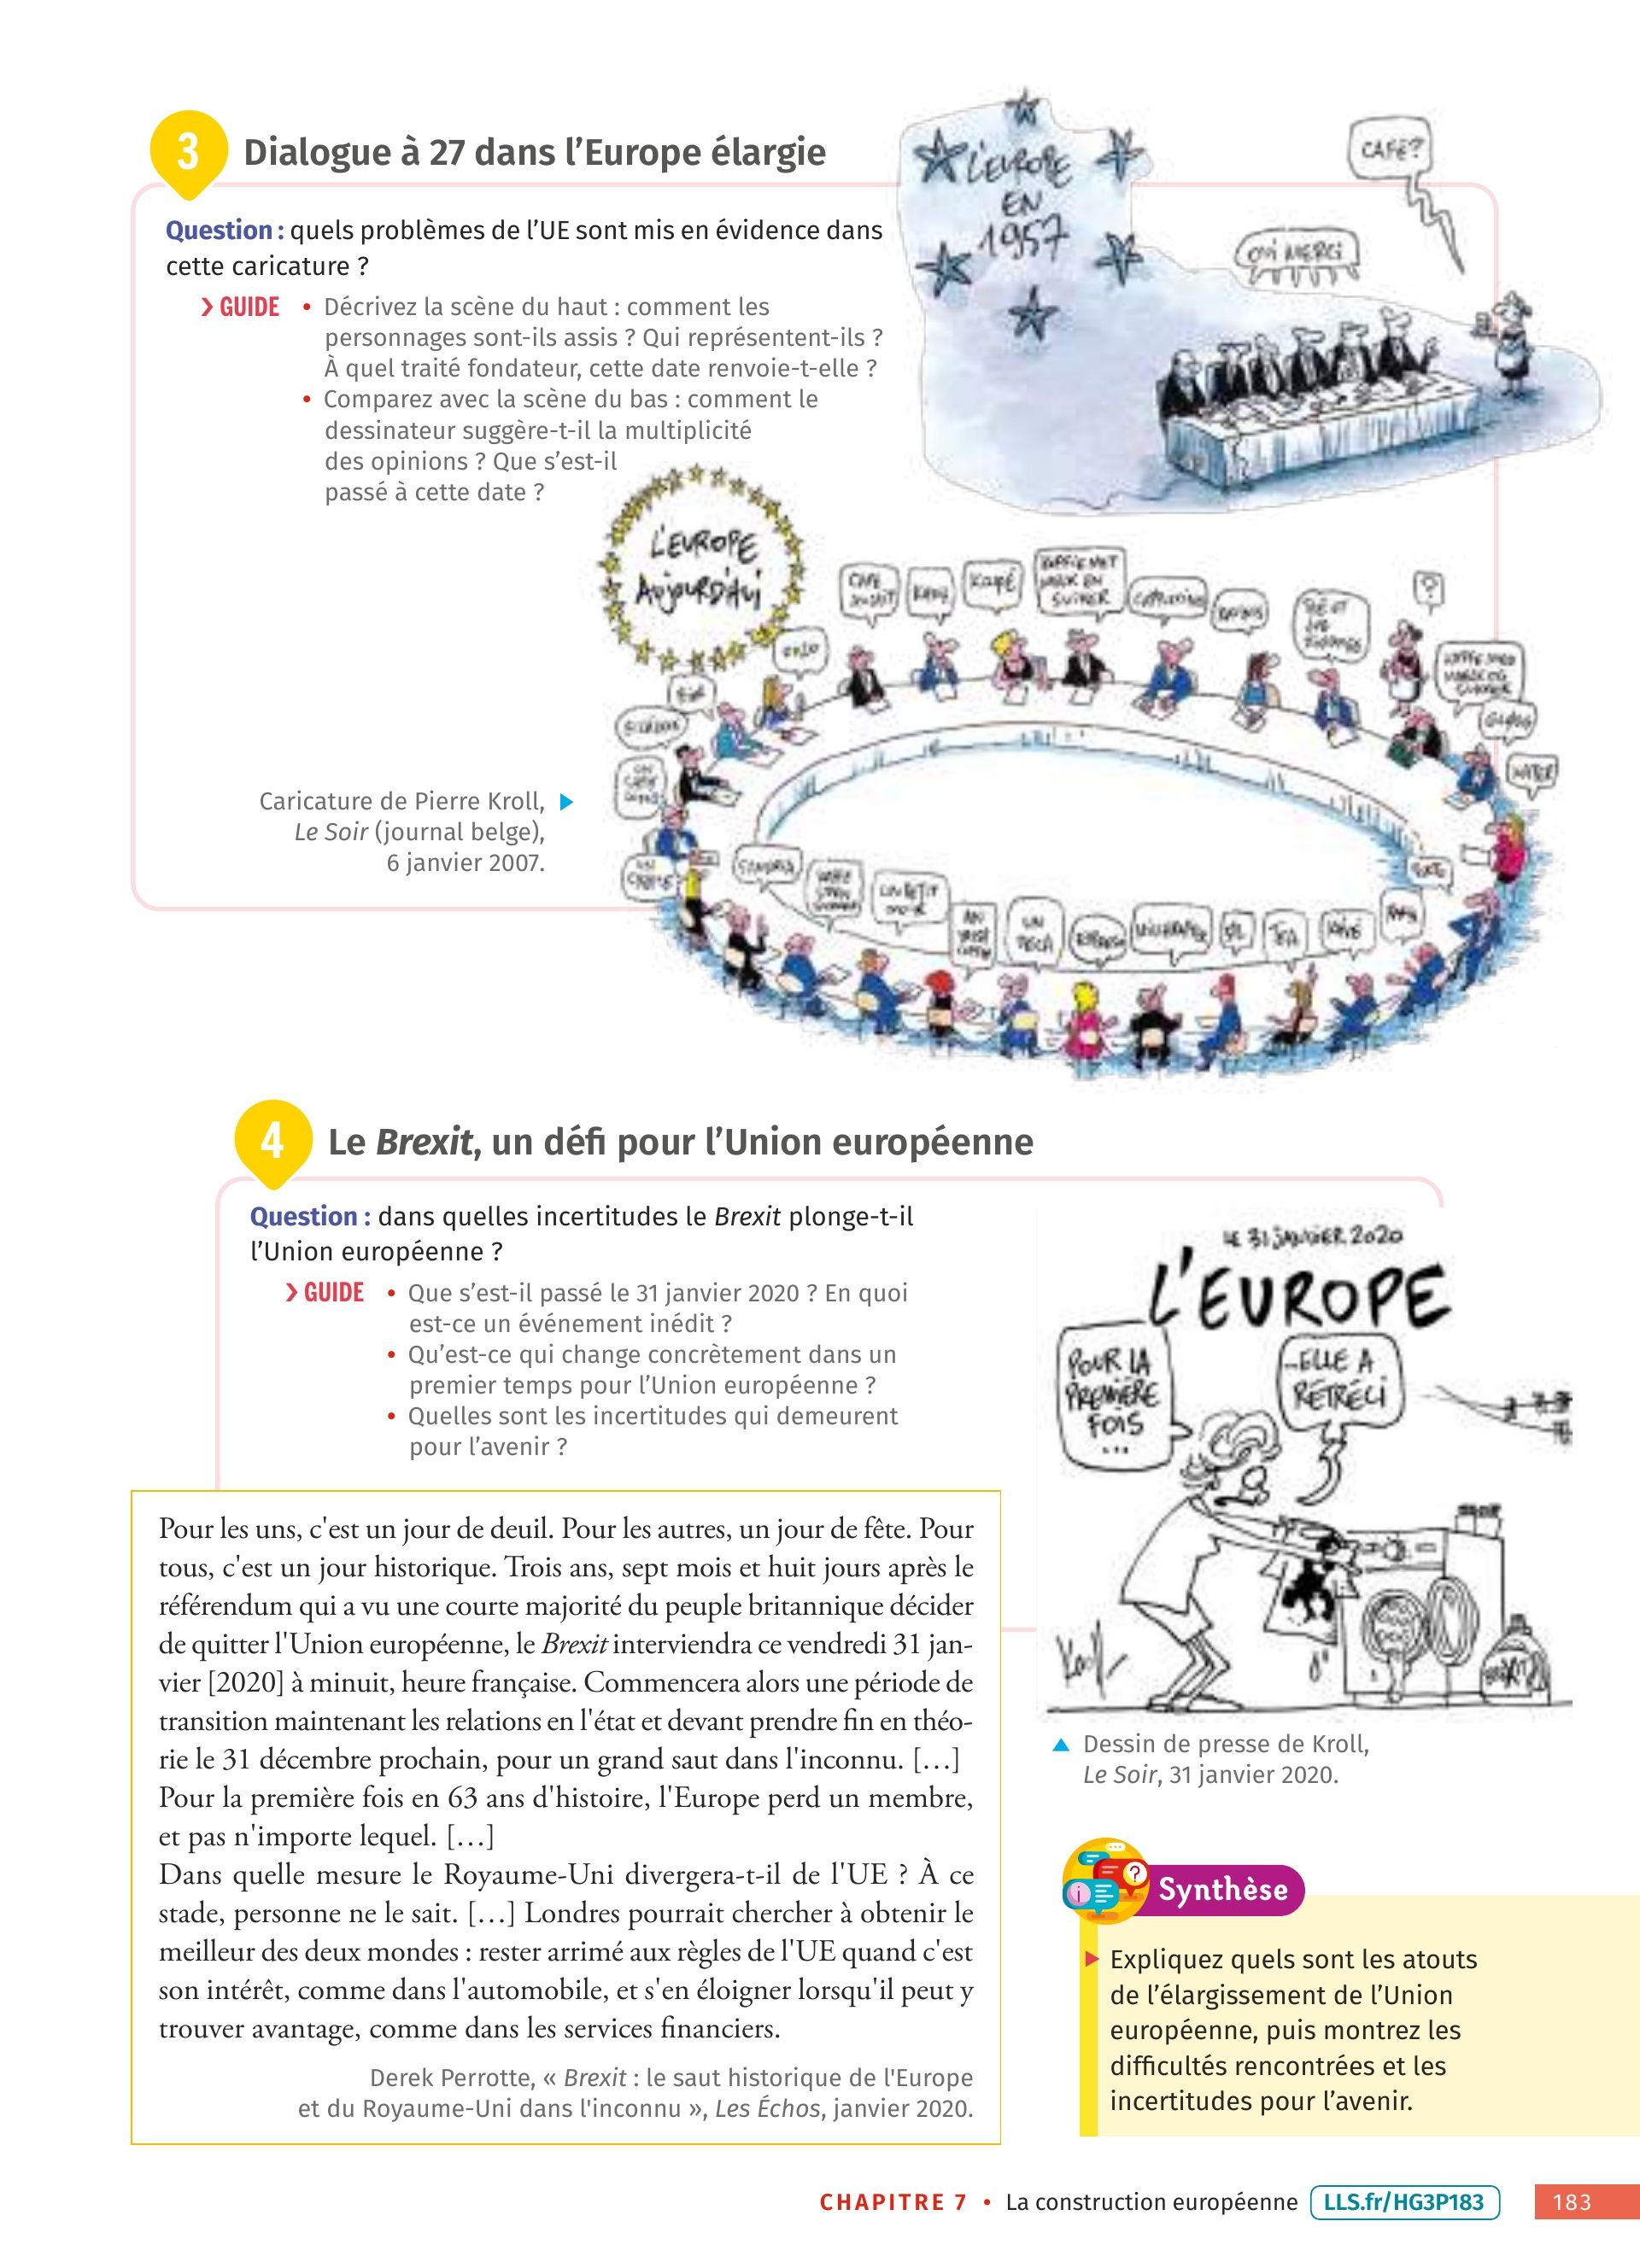 3
Dialogue à 27 dans l’Europe élargie
Question : quels problèmes de l’UE sont mis en évidence dans
cette caricature ?
GUIDE
• Décrivez la scène du haut : comment les
personnages sont-ils assis ? Qui représentent-ils ?
À quel traité fondateur, cette date renvoie-t-elle ?
• Comparez avec la scène du bas : comment le
dessinateur suggère-t-il la multiplicité
des opinions ? Que s’est-il
passé à cette date ?
L'EUROPE
EN
1957
CAFÉ?
OUI MERCI
L'EUROPE
AUJOURD'HUI
?
WATER
TEA
Caricature de Pierre Kroll,
Le Soir (journal belge),
6 janvier 2007.
4
Le Brexit, un défi pour l’Union européenne
Question : dans quelles incertitudes le Brexit plonge-t-il
l’Union européenne ?
GUIDE
• Que s’est-il passé le 31 janvier 2020 ? En quoi
est-ce un événement inédit ?
• Qu’est-ce qui change concrètement dans un
premier temps pour l’Union européenne ?
• Quelles sont les incertitudes qui demeurent
pour l’avenir ?
Pour les uns, c'est un jour de deuil. Pour les autres, un jour de fête. Pour
tous, c'est un jour historique. Trois ans, sept mois et huit jours après le
référendum qui a vu une courte majorité du peuple britannique décider
de quitter l'Union européenne, le Brexit interviendra ce vendredi 31 jan-
vier [2020] à minuit, heure française. Commencera alors une période de
transition maintenant les relations en l'état et devant prendre fin en théo-
rie le 31 décembre prochain, pour un grand saut dans l'inconnu. […]
Pour la première fois en 63 ans d'histoire, l'Europe perd un membre,
et pas n'importe lequel. […]
Dans quelle mesure le Royaume-Uni divergera-t-il de l'UE ? À ce
stade, personne ne le sait. […] Londres pourrait chercher à obtenir le
meilleur des deux mondes : rester arrimé aux règles de l'UE quand c'est
son intérêt, comme dans l'automobile, et s'en éloigner lorsqu'il peut y
trouver avantage, comme dans les services financiers.
Derek Perrotte, « Brexit : le saut historique de l'Europe
et du Royaume-Uni dans l'inconnu », Les Échos, janvier 2020.
LE 31 JANVIER 2020
L'EUROPE
POUR LA
PREMIÈRE
FOIS
...
...ELLE A
RÉTRÉCI
Kroll
Dessin de presse de Kroll,
Le Soir, 31 janvier 2020.
Synthèse
Expliquez quels sont les atouts
de l’élargissement de l’Union
européenne, puis montrez les
difficultés rencontrées et les
incertitudes pour l’avenir.
CHAPITRE 7 • La construction européenne LLS.fr/HG3P183 183